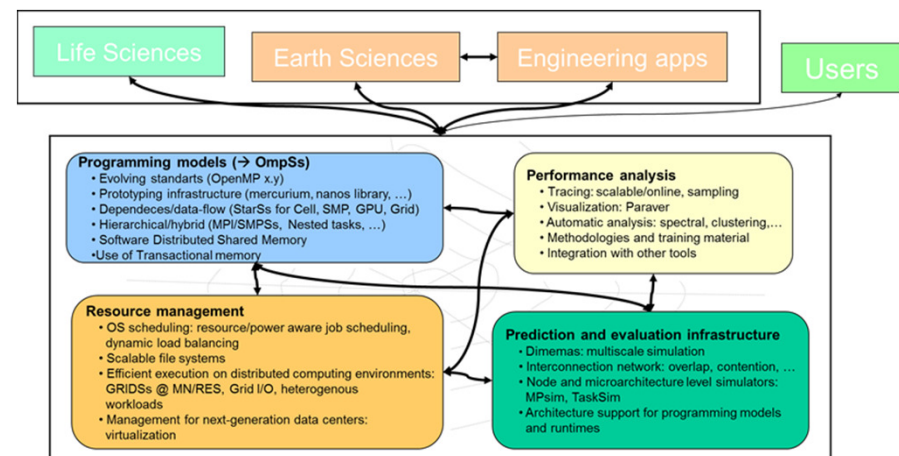 Life Sciences
Earth Sciences
Engineering apps
Users
Programming models (→ OmpSs)
• Evolving standarts (OpenMP x.y)
• Prototyping infrastructure (mercurium, nanos library, …)
• Dependeces/data-flow (StarSs for Cell, SMP, GPU, Grid)
• Hierarchical/hybrid (MPI/SMPSs, Nested tasks, …)
• Software Distributed Shared Memory
• Use of Transactional memory
Performance analysis
• Tracing: scalable/online, sampling
• Visualization: Paraver
• Automatic analysis: spectral, clustering,…
• Methodologies and training material
• Integration with other tools
Resource management
• OS scheduling: resource/power aware job scheduling,
dynamic load balancing
• Scalable file systems
• Efficient execution on distributed computing environments:
GRIDSs @ MN/RES, Grid I/O, heterogenous
workloads
• Management for next-generation data centers:
virtualization
Prediction and evaluation infrastructure
• Dimemas: multiscale simulation
• Interconnection network: overlap, contention, …
• Node and microarchitecture level simulators:
MPsim, TaskSim
• Architecture support for programming models
and runtimes